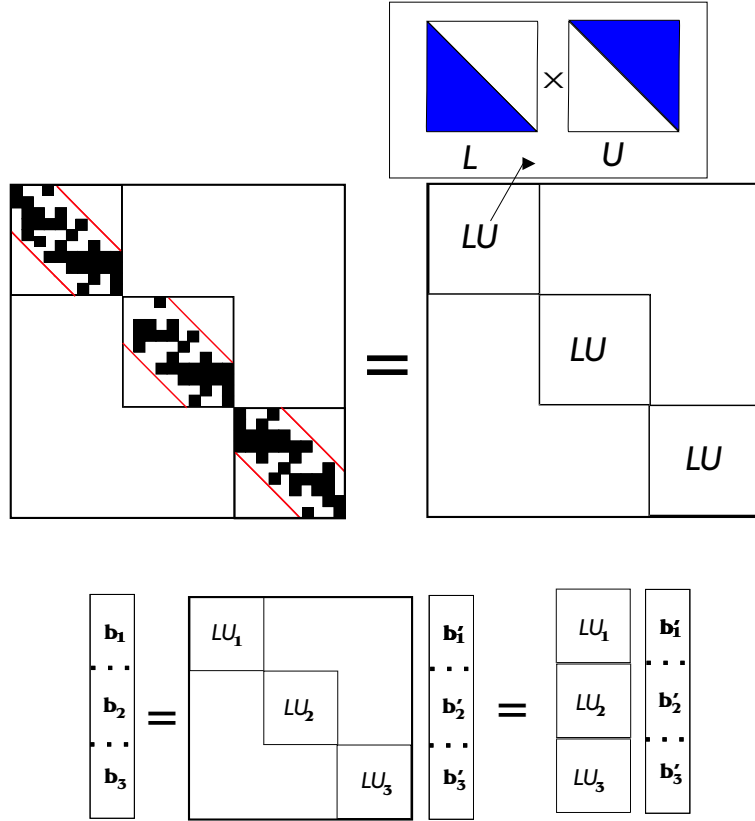 ×
L U
LU
=
LU
LU
b₁ LU₁ b′₁ LU₁ b′₁
. . . . . . . . .
b₂ = LU₂ b′₂ = LU₂ b′₂
. . . . . . . . .
b₃ LU₃ b′₃ LU₃ b′₃